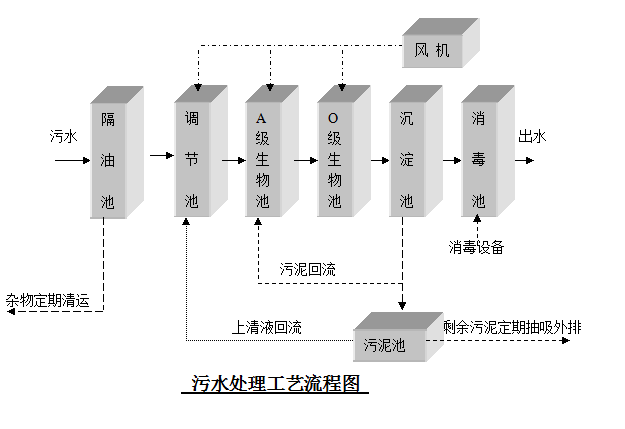 风机
污水
隔油池
调节池
A级生物池
O级生物池
沉淀池
消毒池
出水
消毒设备
污泥回流
杂物定期清运
上清液回流
污泥池
剩余污泥定期抽吸外排
污水处理工艺流程图